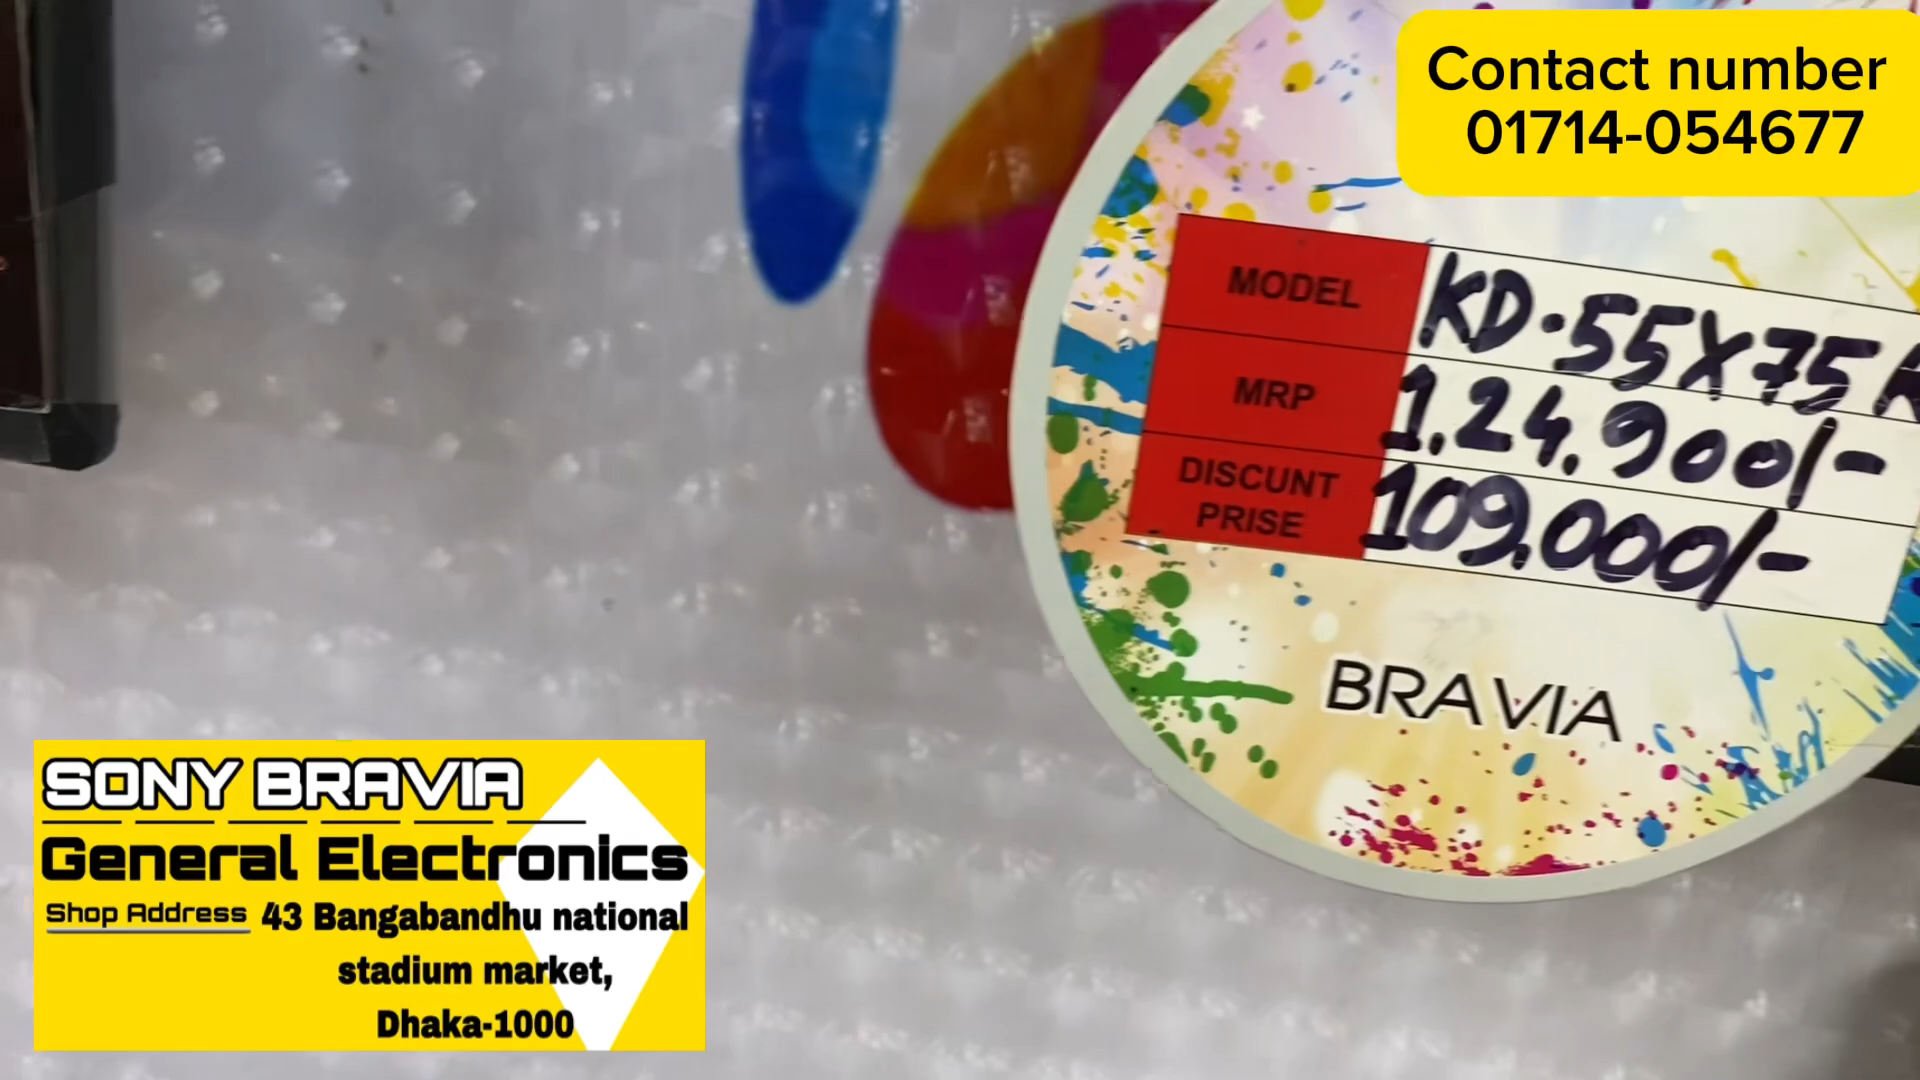 Contact number
01714-054677
MODEL KD-55X75K
MRP 1,24,900/-
DISCUNT
PRISE 109,000/-
BRAVIA
SONY BRAVIA
General Electronics
Shop Address 43 Bangabandhu national
stadium market,
Dhaka-1000